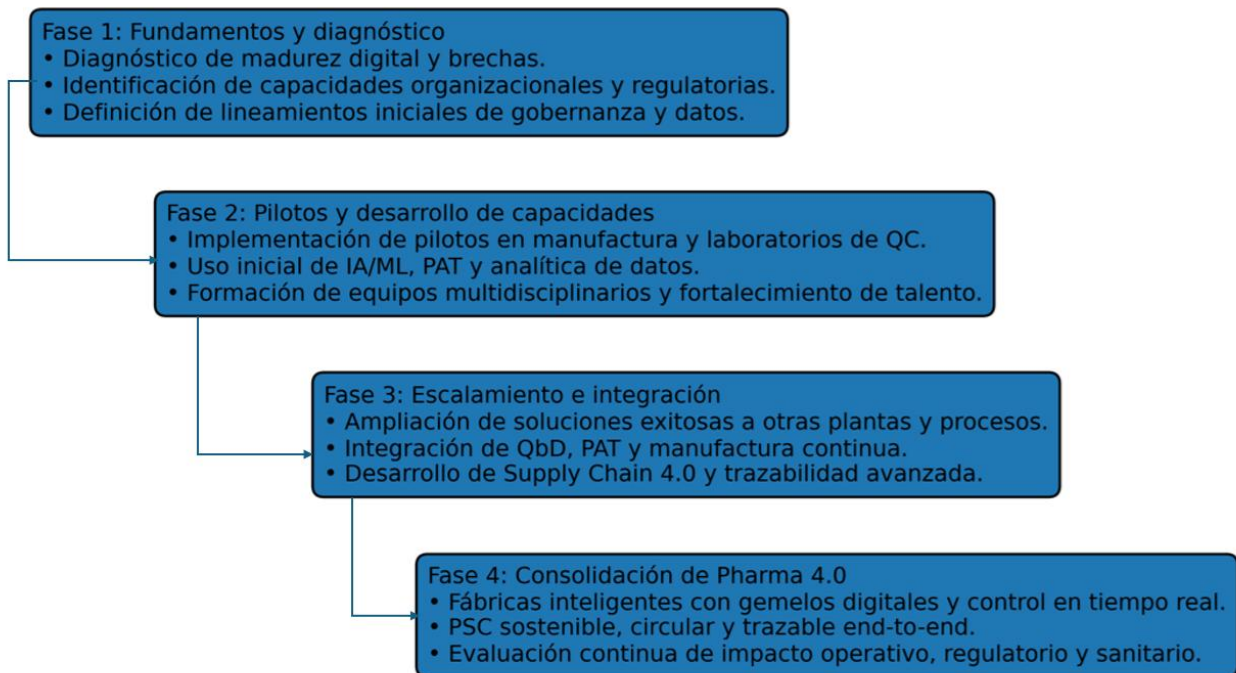 Fase 1: Fundamentos y diagnóstico
• Diagnóstico de madurez digital y brechas.
• Identificación de capacidades organizacionales y regulatorias.
• Definición de lineamientos iniciales de gobernanza y datos.
Fase 2: Pilotos y desarrollo de capacidades
• Implementación de pilotos en manufactura y laboratorios de QC.
• Uso inicial de IA/ML, PAT y analítica de datos.
• Formación de equipos multidisciplinarios y fortalecimiento de talento.
Fase 3: Escalamiento e integración
• Ampliación de soluciones exitosas a otras plantas y procesos.
• Integración de QbD, PAT y manufactura continua.
• Desarrollo de Supply Chain 4.0 y trazabilidad avanzada.
Fase 4: Consolidación de Pharma 4.0
• Fábricas inteligentes con gemelos digitales y control en tiempo real.
• PSC sostenible, circular y trazable end-to-end.
• Evaluación continua de impacto operativo, regulatorio y sanitario.